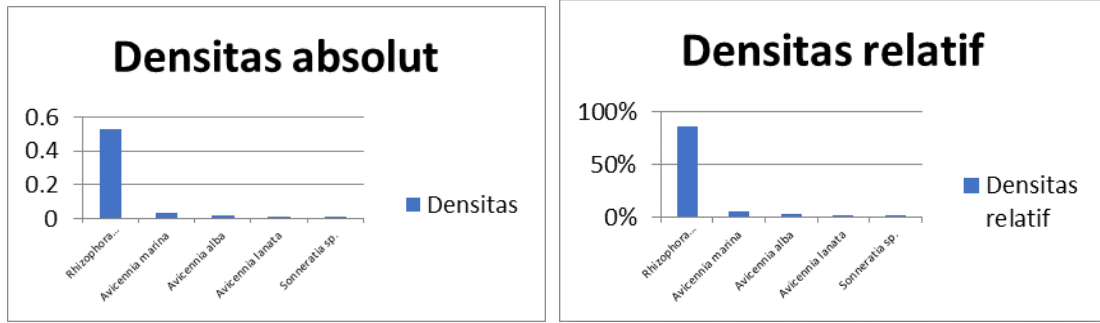 Densitas absolut
0.6
0.4
0.2
0
Rhizophora...
Avicennia marina
Avicennia alba
Avicennia lanata
Sonneratia sp.
Densitas
Densitas relatif
100%
50%
0%
Rhizophora...
Avicennia marina
Avicennia alba
Avicennia lanata
Sonneratia sp.
Densitas
relatif